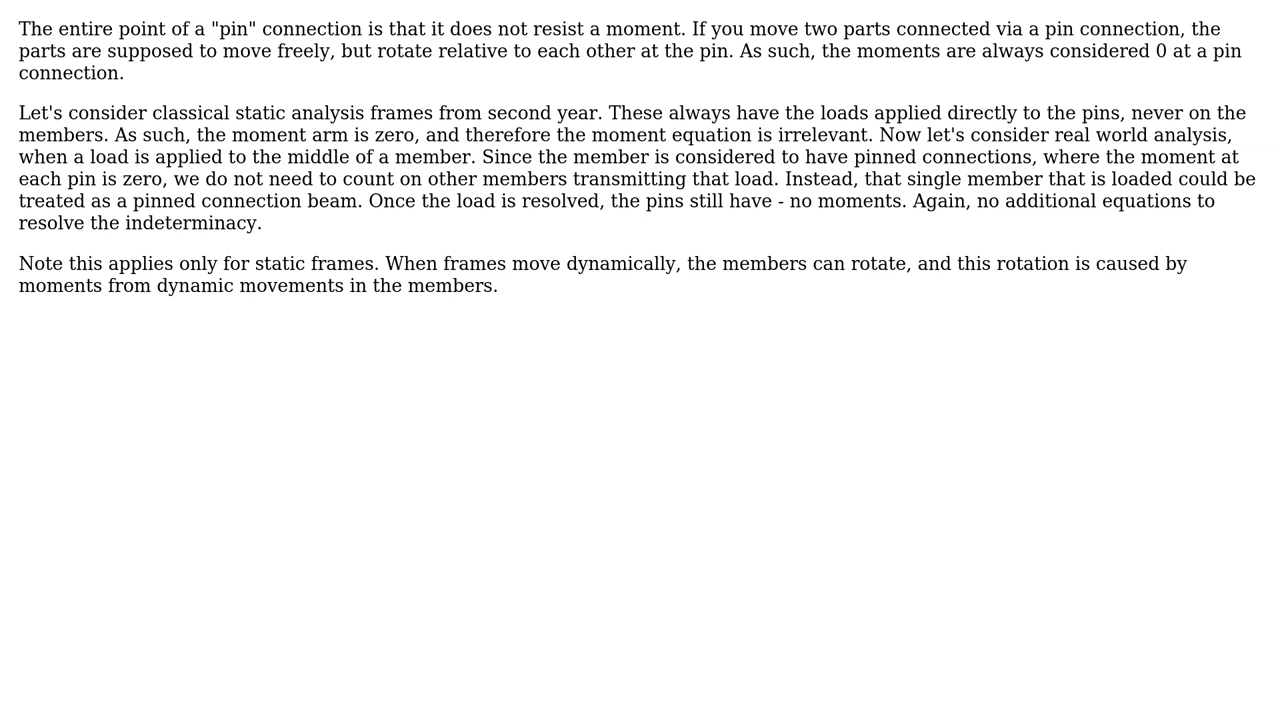 The entire point of a "pin" connection is that it does not resist a moment. If you move two parts connected via a pin connection, the
parts are supposed to move freely, but rotate relative to each other at the pin. As such, the moments are always considered 0 at a pin
connection.
Let's consider classical static analysis frames from second year. These always have the loads applied directly to the pins, never on the
members. As such, the moment arm is zero, and therefore the moment equation is irrelevant. Now let's consider real world analysis,
when a load is applied to the middle of a member. Since the member is considered to have pinned connections, where the moment at
each pin is zero, we do not need to count on other members transmitting that load. Instead, that single member that is loaded could be
treated as a pinned connection beam. Once the load is resolved, the pins still have - no moments. Again, no additional equations to
resolve the indeterminacy.
Note this applies only for static frames. When frames move dynamically, the members can rotate, and this rotation is caused by
moments from dynamic movements in the members.